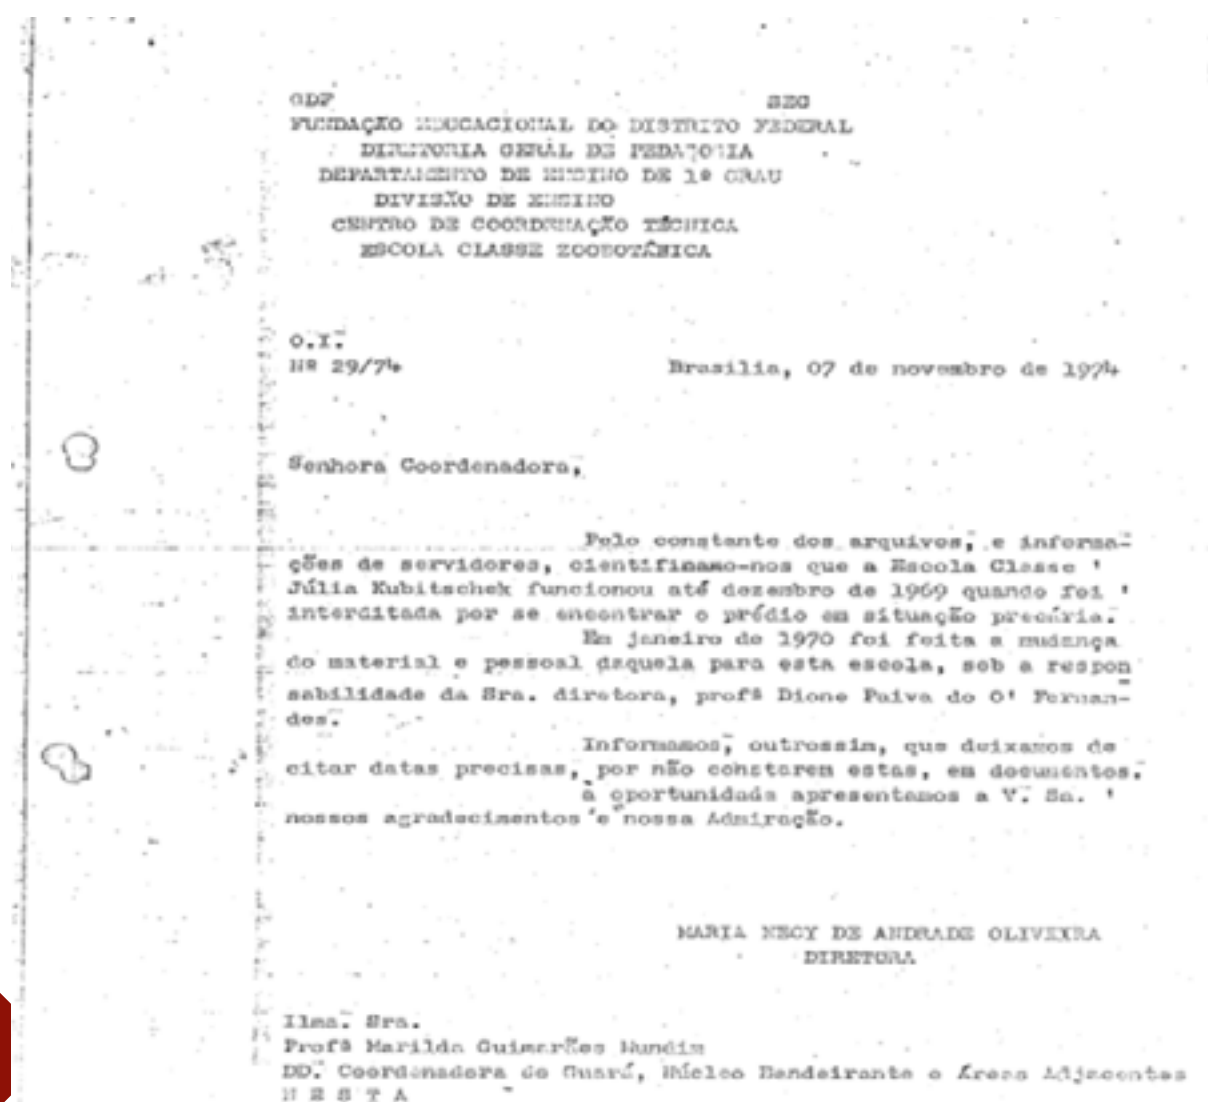 GDF SEC
FUNDAÇÃO EDUCACIONAL DO DISTRITO FEDERAL
DIRETORIA GERAL DE PEDAGOGIA
DEPARTAMENTO DE ENSINO DE 1º GRAU
DIVISÃO DE ENSINO
CENTRO DE COORDENAÇÃO TÉCNICA
ESCOLA CLASSE ZOOBOTÂNICA
O.I.
Nº 29/74 Brasília, 07 de novembro de 1974
Senhora Coordenadora,
Pelo constante dos arquivos, e informa-
ções de servidores, cientificamo-nos que a Escola Classe '
Júlia Kubitschek funcionou até dezembro de 1969 quando foi '
interditada por se encontrar o prédio em situação precária.
Em janeiro de 1970 foi feita a mudança
do material e pessoal daquela para esta escola, sob a respon
sabilidade da Sra. diretora, profª Dione Paiva do O' Fernan-
des.
Informamos, outrossim, que deixamos de
citar datas precisas, por não constarem estas, em documentos.
à oportunidade apresentamos a V. Sa. '
nossos agradecimentos e nossa Admiração.
MARIA NECY DE ANDRADE OLIVEIRA
DIRETORA
Ilma. Sra.
Profª Marilda Guimarães Mundim
DD. Coordenadora do Guará, Núcleo Bandeirante e Áreas Adjacentes
N E S T A